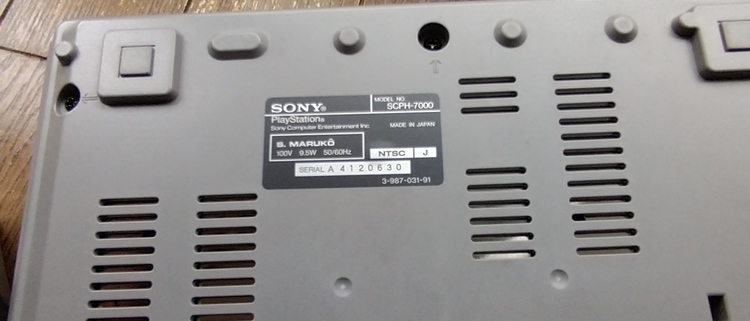 SONY®
MODEL NO.
SCPH-7000
PlayStation®
Sony Computer Entertainment Inc.
MADE IN JAPAN
S. MARUKO
100V 9.5W 50/60Hz
NTSC J
SERIAL A 4120630
3-987-031-91